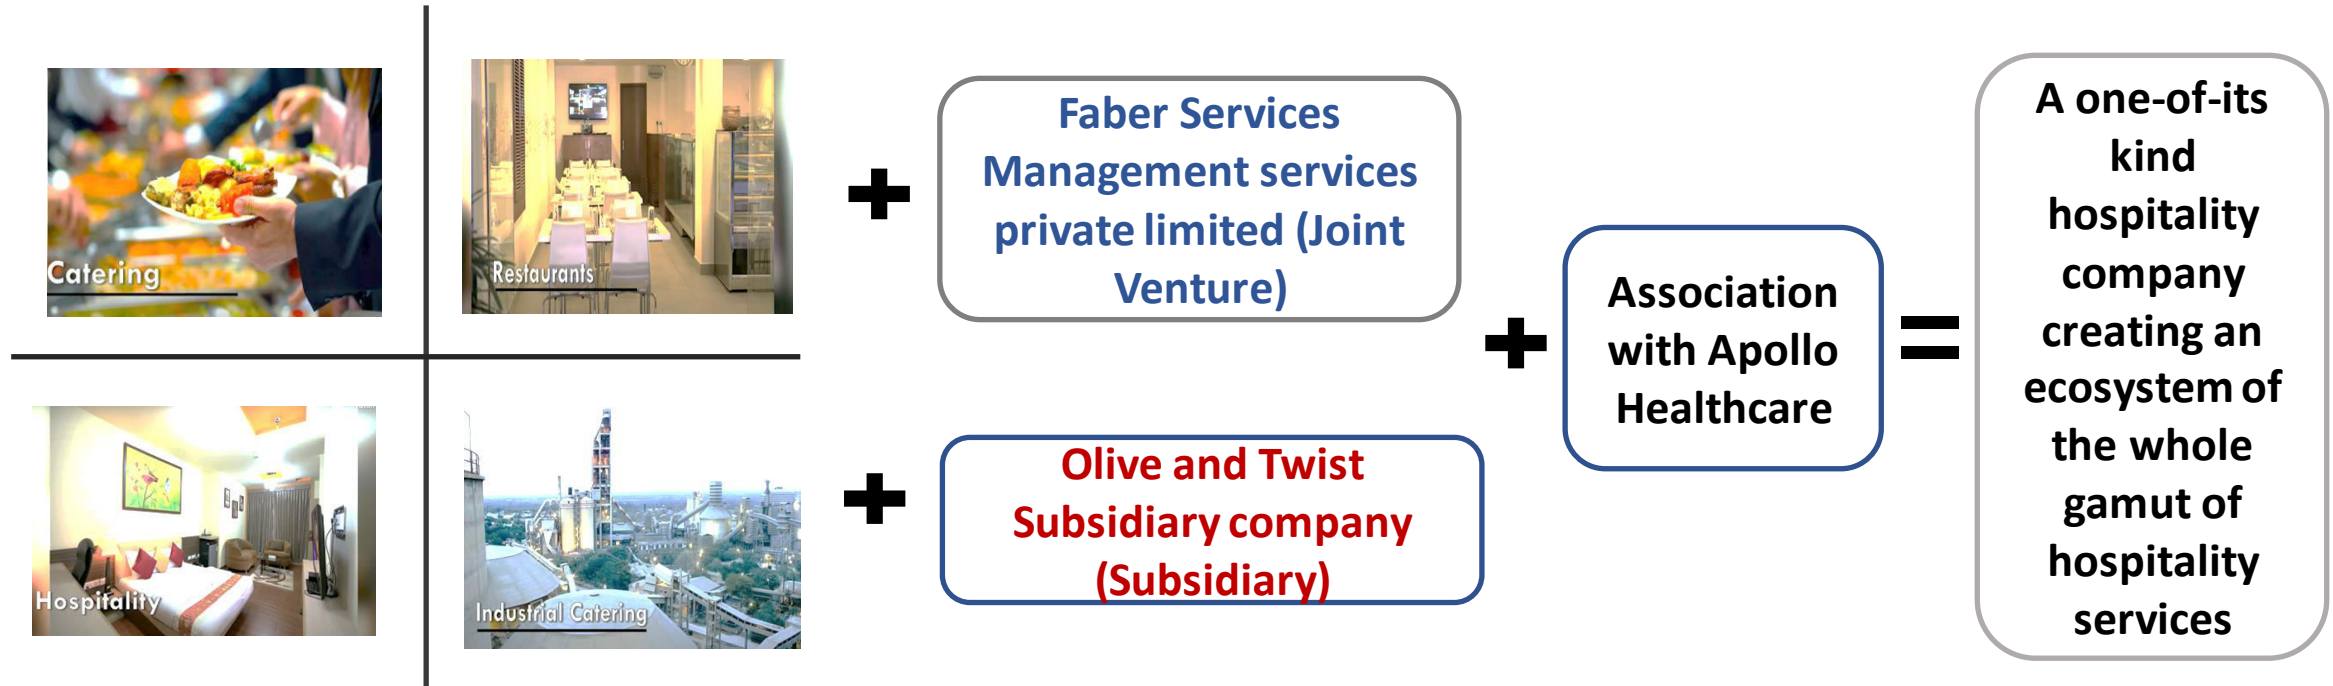 Catering
Restaurants
Hospitality
Industrial Catering
+
Faber Services
Management services
private limited (Joint
Venture)
+
Olive and Twist
Subsidiary company
(Subsidiary)
+
Association
with Apollo
Healthcare
=
A one-of-its
kind
hospitality
company
creating an
ecosystem of
the whole
gamut of
hospitality
services